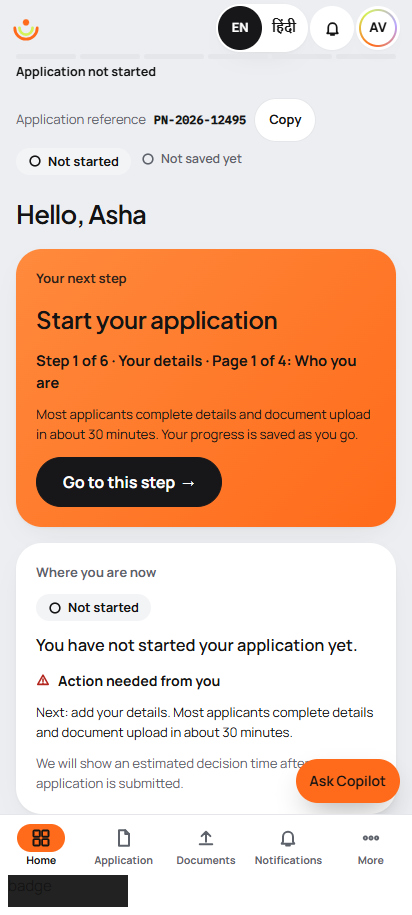 EN
हिंदी
AV
Application not started
Application reference PN-2026-12495 Copy
Not started Not saved yet
Hello, Asha
Your next step
Start your application
Step 1 of 6 · Your details · Page 1 of 4: Who you
are
Most applicants complete details and document upload
in about 30 minutes. Your progress is saved as you go.
Go to this step →
Where you are now
Not started
You have not started your application yet.
Action needed from you
Next: add your details. Most applicants complete details
and document upload in about 30 minutes.
We will show an estimated decision time after
application is submitted.
Ask Copilot
Home Application Documents Notifications More
badge